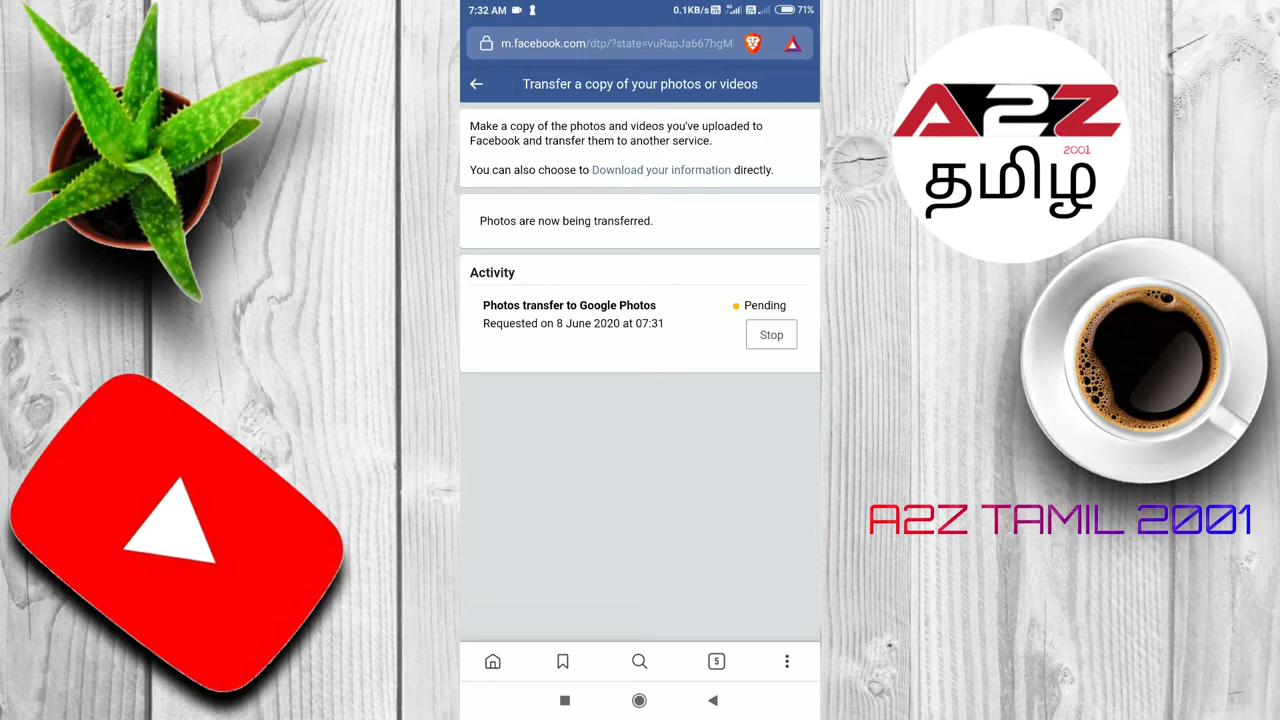 7:32 AM
0.1KB/s
71%
m.facebook.com/dtp/?state=vuRapJa667hgM
Transfer a copy of your photos or videos
Make a copy of the photos and videos you've uploaded to
Facebook and transfer them to another service.
You can also choose to Download your information directly.
Photos are now being transferred.
Activity
Photos transfer to Google Photos
Pending
Requested on 8 June 2020 at 07:31
Stop
5
A2Z
2001
தமிழ்
A2Z TAMIL 2001